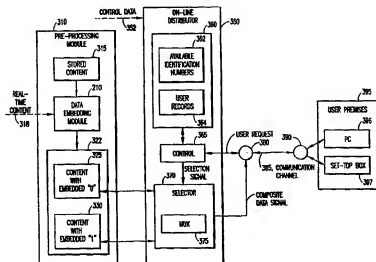 310
CONTROL DATA
352
ON-LINE
DISTRIBUTOR
350
360
PRE-PROCESSING
MODULE
315
STORED
CONTENT
362
AVAILABLE
IDENTIFICATION
NUMBERS
REAL-
TIME
CONTENT
318
210
DATA
EMBEDDING
MODULE
USER
RECORDS
364
395
USER PREMISES
396
PC
322
325
CONTENT
WITH
EMBEDDED "0"
365
CONTROL
USER REQUEST
380
390
385, COMMUNICATION
CHANNEL
SET-TOP BOX
397
370
SELECTION
SIGNAL
SELECTOR
COMPOSITE
DATA SIGNAL
330
CONTENT
WITH
EMBEDDED "1"
MUX
375